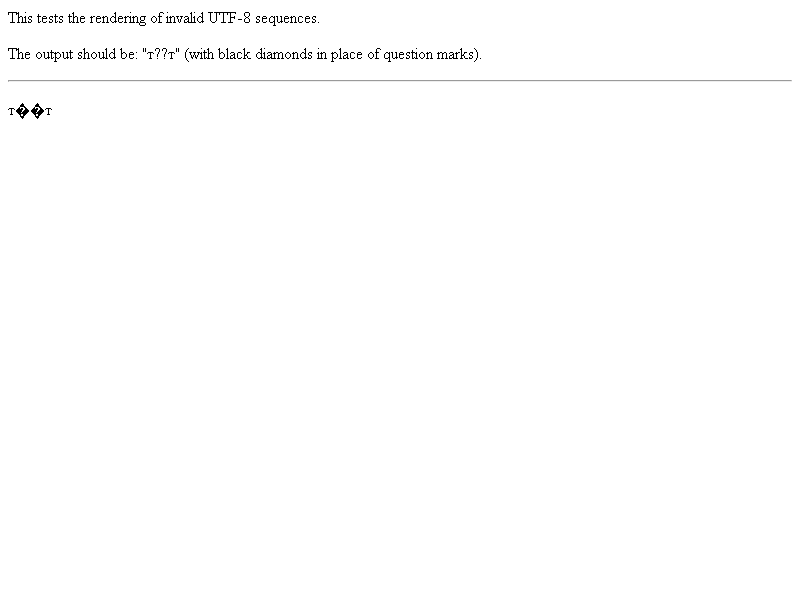 This tests the rendering of invalid UTF-8 sequences.
The output should be: "т??т" (with black diamonds in place of question marks).
т��т